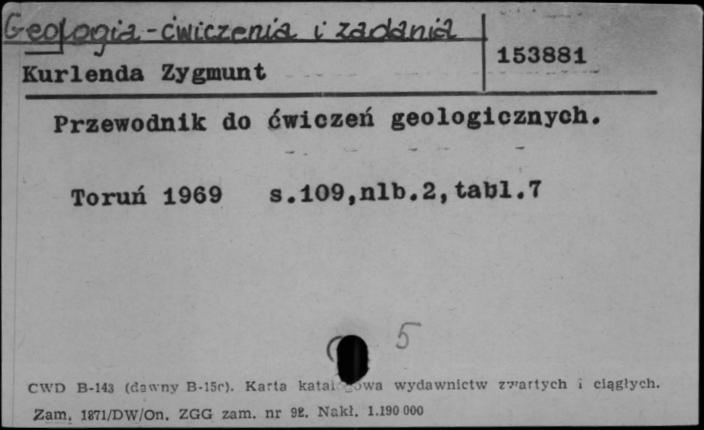 Geologia - ćwiczenia i zadania
153881
Kurlenda Zygmunt
Przewodnik do ćwiczeń geologicznych.
Toruń 1969 s.109,nlb.2,tabl.7
5
CWD B-143 (dawny B-15c). Karta katalogowa wydawnictw zwartych i ciągłych.
Zam. 1871/DW/On. ZGG zam. nr 92. Nakł. 1.190 000